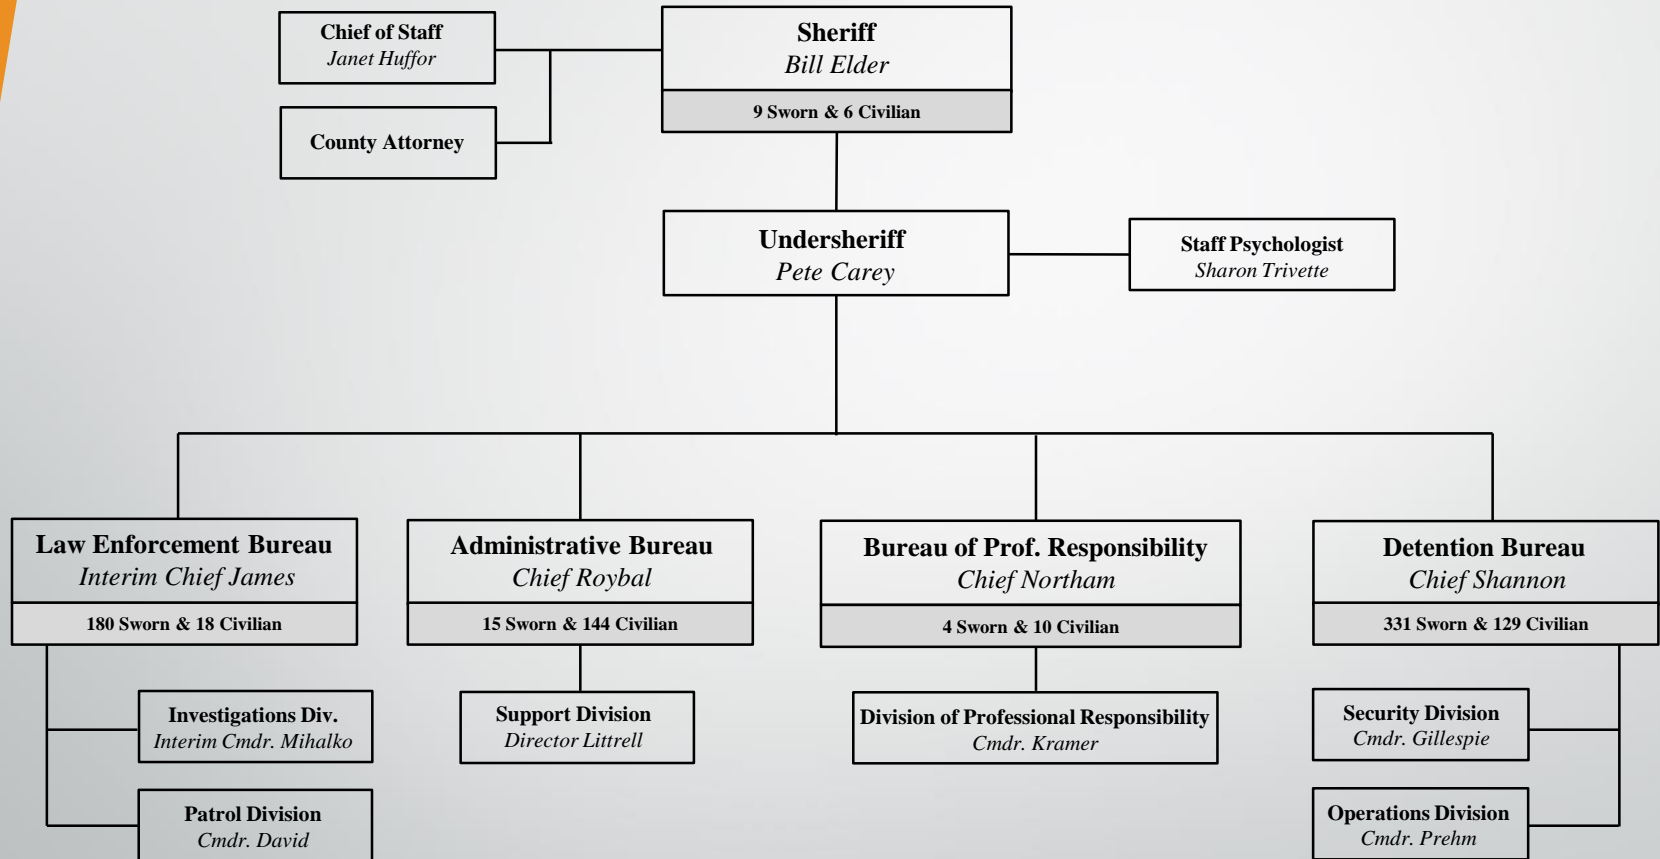 Chief of Staff
Janet Huffor
County Attorney
Sheriff
Bill Elder
9 Sworn & 6 Civilian
Undersheriff
Pete Carey
Staff Psychologist
Sharon Trivette
Law Enforcement Bureau
Interim Chief James
180 Sworn & 18 Civilian
Investigations Div.
Interim Cmdr. Mihalko
Patrol Division
Cmdr. David
Administrative Bureau
Chief Roybal
15 Sworn & 144 Civilian
Support Division
Director Littrell
Bureau of Prof. Responsibility
Chief Northam
4 Sworn & 10 Civilian
Division of Professional Responsibility
Cmdr. Kramer
Detention Bureau
Chief Shannon
331 Sworn & 129 Civilian
Security Division
Cmdr. Gillespie
Operations Division
Cmdr. Prehm